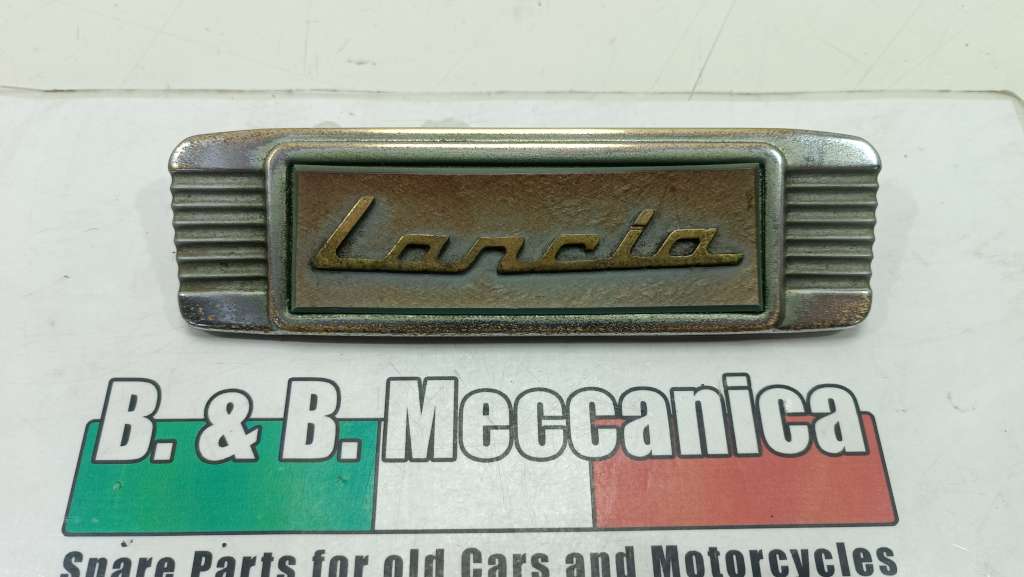 Lancia
B. & B. Meccanica
Spare Parts for old Cars and Motorcycles